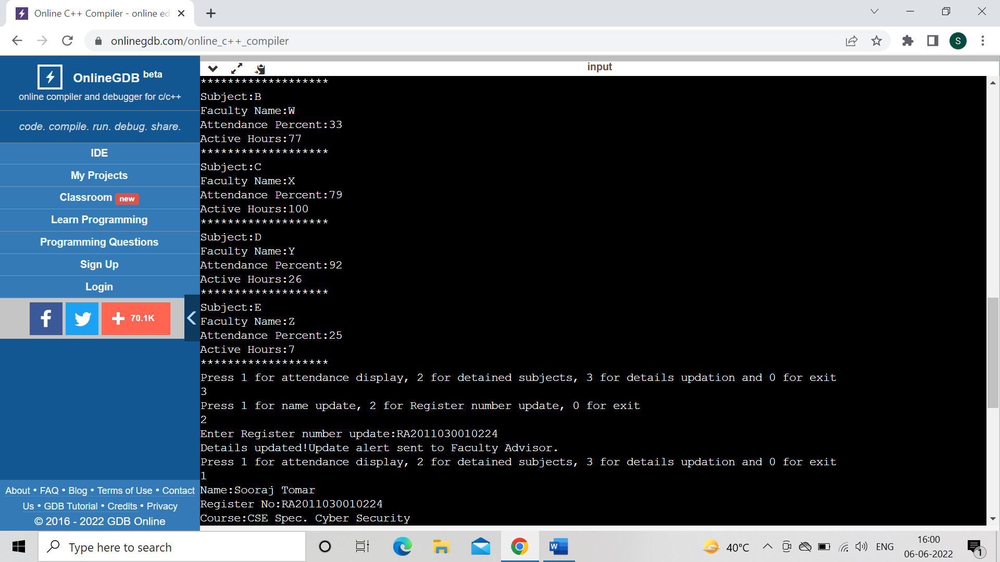 Online C++ Compiler - online ed
onlinegdb.com/online_c++_compiler
S
OnlineGDB beta
online compiler and debugger for c/c++
code. compile. run. debug. share.
IDE
My Projects
Classroom new
Learn Programming
Programming Questions
Sign Up
Login
f
+ 70.1K
About • FAQ • Blog • Terms of Use • Contact
Us • GDB Tutorial • Credits • Privacy
© 2016 - 2022 GDB Online
input
*******************
Subject:B
Faculty Name:W
Attendance Percent:33
Active Hours:77
*******************
Subject:C
Faculty Name:X
Attendance Percent:79
Active Hours:100
*******************
Subject:D
Faculty Name:Y
Attendance Percent:92
Active Hours:26
*******************
Subject:E
Faculty Name:Z
Attendance Percent:25
Active Hours:7
*******************
Press 1 for attendance display, 2 for detained subjects, 3 for details updation and 0 for exit
3
Press 1 for name update, 2 for Register number update, 0 for exit
2
Enter Register number update:RA2011030010224
Details updated!Update alert sent to Faculty Advisor.
Press 1 for attendance display, 2 for detained subjects, 3 for details updation and 0 for exit
1
Name:Sooraj Tomar
Register No:RA2011030010224
Course:CSE Spec. Cyber Security
Type here to search
W
40°C
ENG
16:00
06-06-2022
1